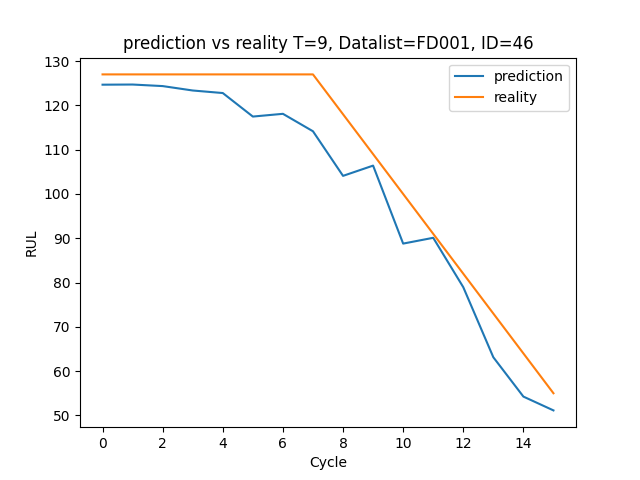 prediction vs reality T=9, Datalist=FD001, ID=46
prediction
reality
130
120
110
100
90
80
70
60
50
RUL
0 2 4 6 8 10 12 14
Cycle